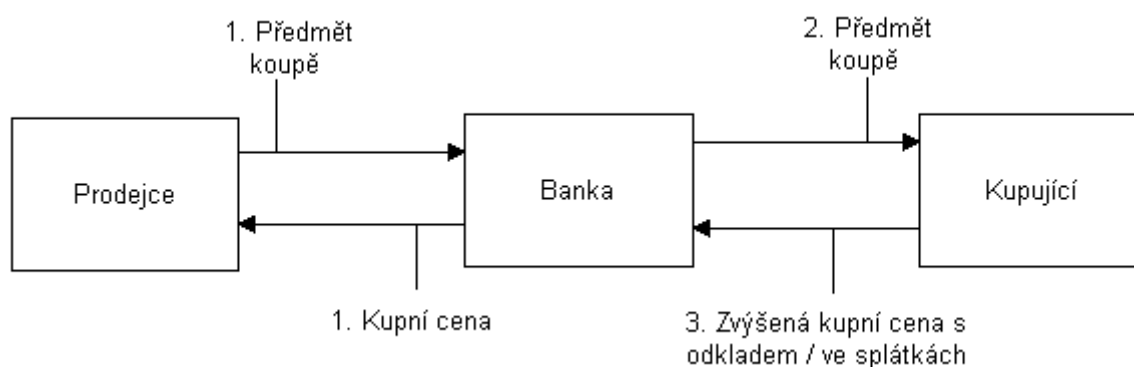 1. Předmět
koupě
2. Předmět
koupě
Prodejce
Banka
Kupující
1. Kupní cena
3. Zvýšená kupní cena s
odkladem / ve splátkách